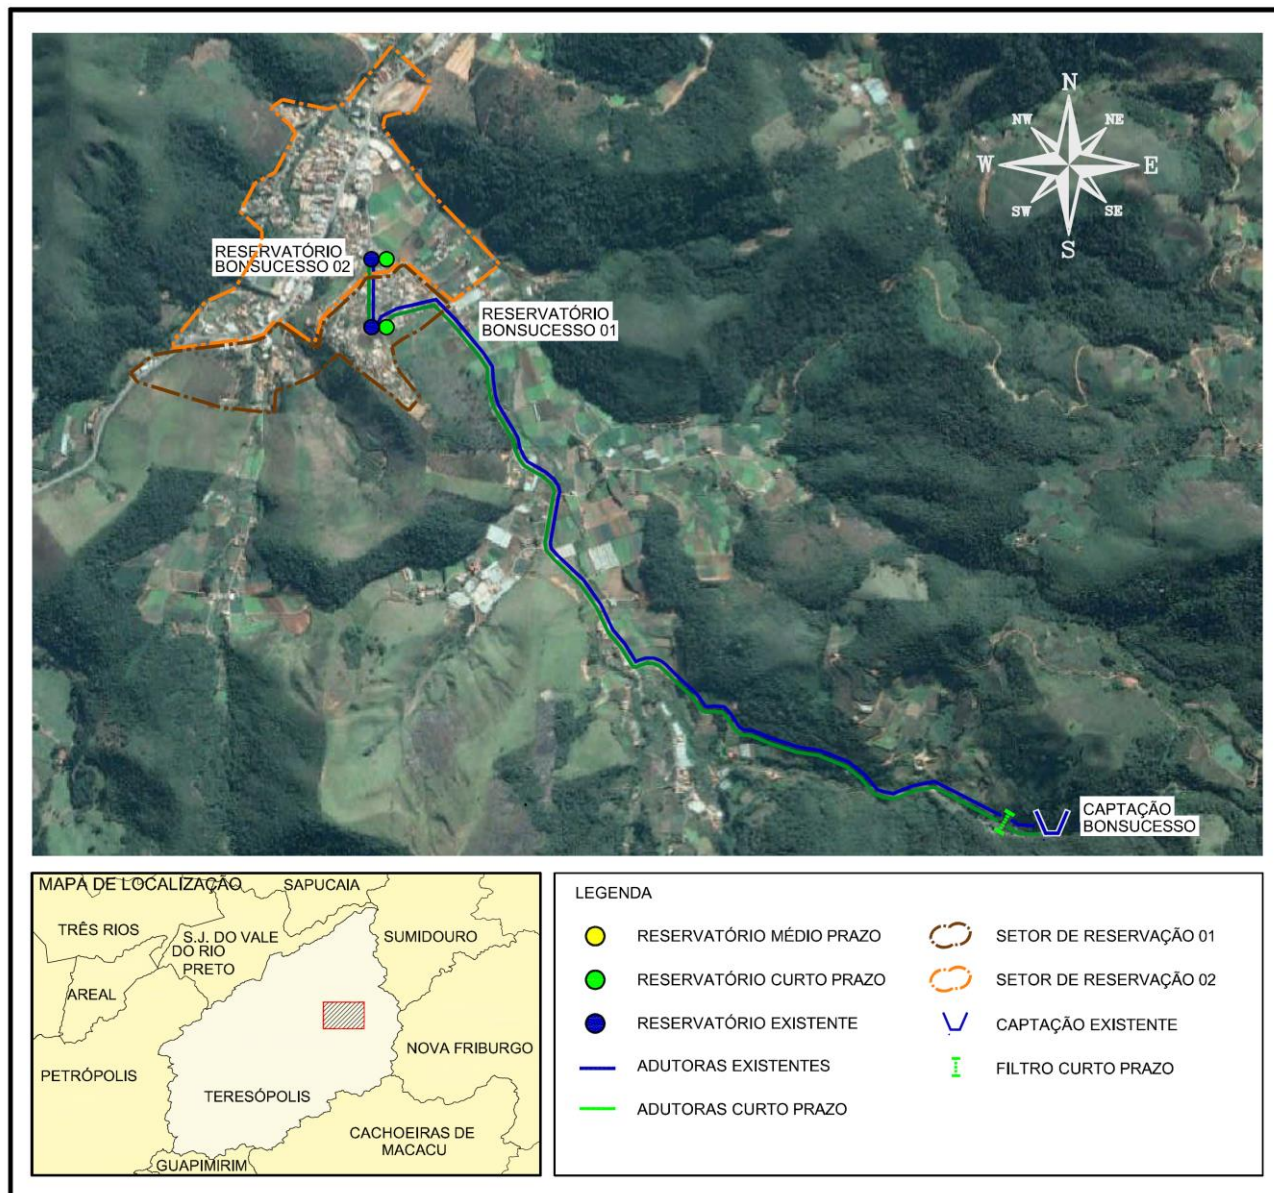 N
NW
NE
W
E
SW
SE
S
RESERVATÓRIO
BONSUCESSO 02
RESERVATÓRIO
BONSUCESSO 01
CAPTAÇÃO
BONSUCESSO
MAPA DE LOCALIZAÇÃO
SAPUCAIA
TRÊS RIOS
S.J. DO VALE
DO RIO
PRETO
SUMIDOURO
AREAL
NOVA FRIBURGO
PETRÓPOLIS
TERESÓPOLIS
CACHOEIRAS DE
MACACU
GUAPIMIRIM
LEGENDA
RESERVATÓRIO MÉDIO PRAZO
RESERVATÓRIO CURTO PRAZO
RESERVATÓRIO EXISTENTE
ADUTORAS EXISTENTES
ADUTORAS CURTO PRAZO
SETOR DE RESERVAÇÃO 01
SETOR DE RESERVAÇÃO 02
CAPTAÇÃO EXISTENTE
FILTRO CURTO PRAZO